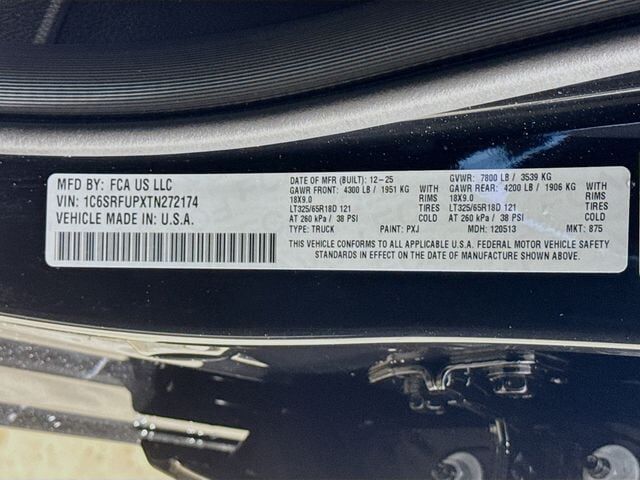 MFD BY: FCA US LLC
VIN: 1C6SRFUPXTN272174
VEHICLE MADE IN: U.S.A.
DATE OF MFR (BUILT): 12-25
GAWR FRONT: 4300 LB / 1951 KG
18X9.0 RIMS
LT325/65R18D 121 TIRES
AT 260 kPa / 38 PSI COLD
GVWR: 7800 LB / 3539 KG
GAWR REAR: 4200 LB / 1906 KG WITH
18X9.0 RIMS
LT325/65R18D 121 TIRES
AT 260 kPa / 38 PSI COLD
TYPE: TRUCK PAINT: PXJ MDH: 120513 MKT: 875
THIS VEHICLE CONFORMS TO ALL APPLICABLE U.S.A. FEDERAL MOTOR VEHICLE SAFETY
STANDARDS IN EFFECT ON THE DATE OF MANUFACTURE SHOWN ABOVE.